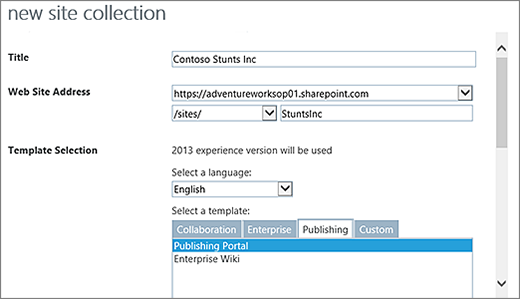 new site collection
Title
Contoso Stunts Inc
Web Site Address
https://adventureworksop01.sharepoint.com
/sites/ StuntsInc
Template Selection
2013 experience version will be used
Select a language:
English
Select a template:
Collaboration Enterprise Publishing Custom
Publishing Portal
Enterprise Wiki